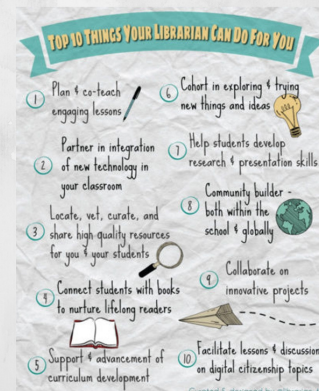 TOP 10 THINGS YOUR LIBRARIAN CAN DO FOR YOU
1 Plan & co-teach
engaging lessons
2 Partner in integration
of new technology in
your classroom
3 Locate, vet, curate, and
share high quality resources
for you & your students
4 Connect students with books
to nurture lifelong readers
5 Support & advancement of
curriculum development
6 Cohort in exploring & trying
new things and ideas
7 Help students develop
research & presentation skills
8 Community builder -
both within the
school & globally
9 Collaborate on
innovative projects
10 Facilitate lessons & discussion
on digital citizenship topics